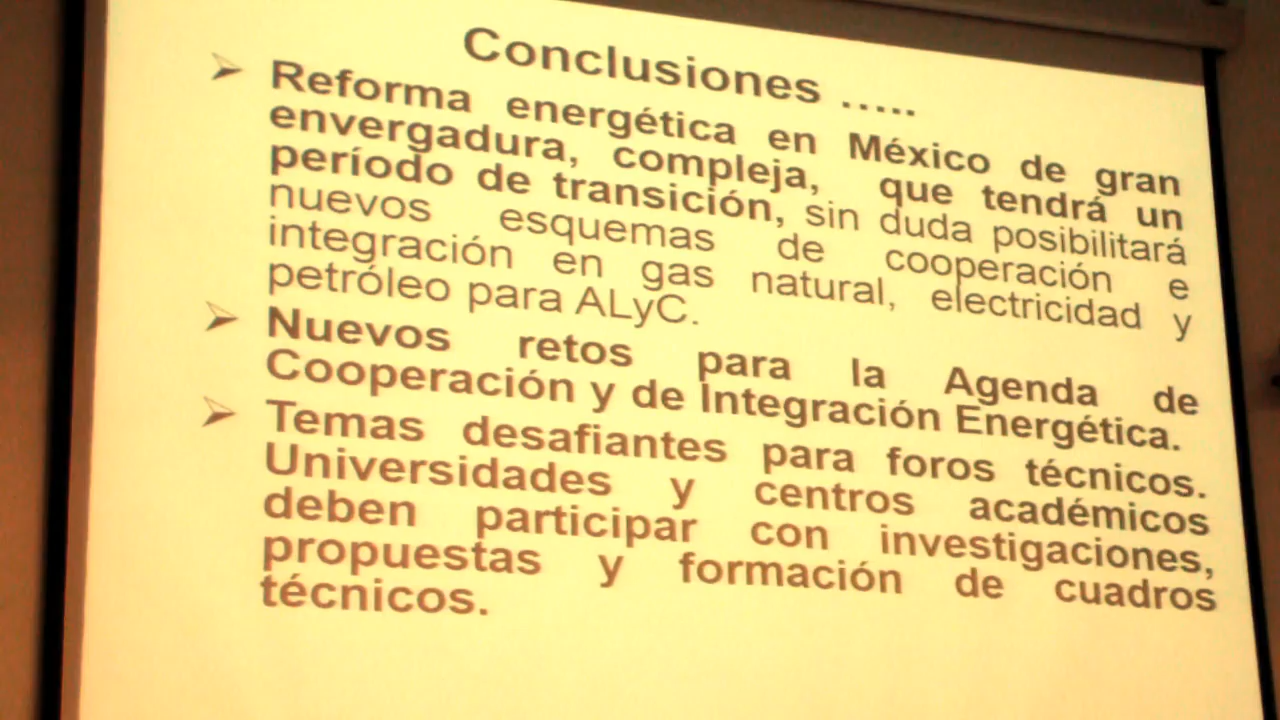 Conclusiones .....
➢ Reforma energética en México de gran
envergadura, compleja, que tendrá un
período de transición, sin duda posibilitará
nuevos esquemas de cooperación e
integración en gas natural, electricidad y
petróleo para ALyC.
➢ Nuevos retos para la Agenda de
Cooperación y de Integración Energética.
➢ Temas desafiantes para foros técnicos.
Universidades y centros académicos
deben participar con investigaciones,
propuestas y formación de cuadros
técnicos.